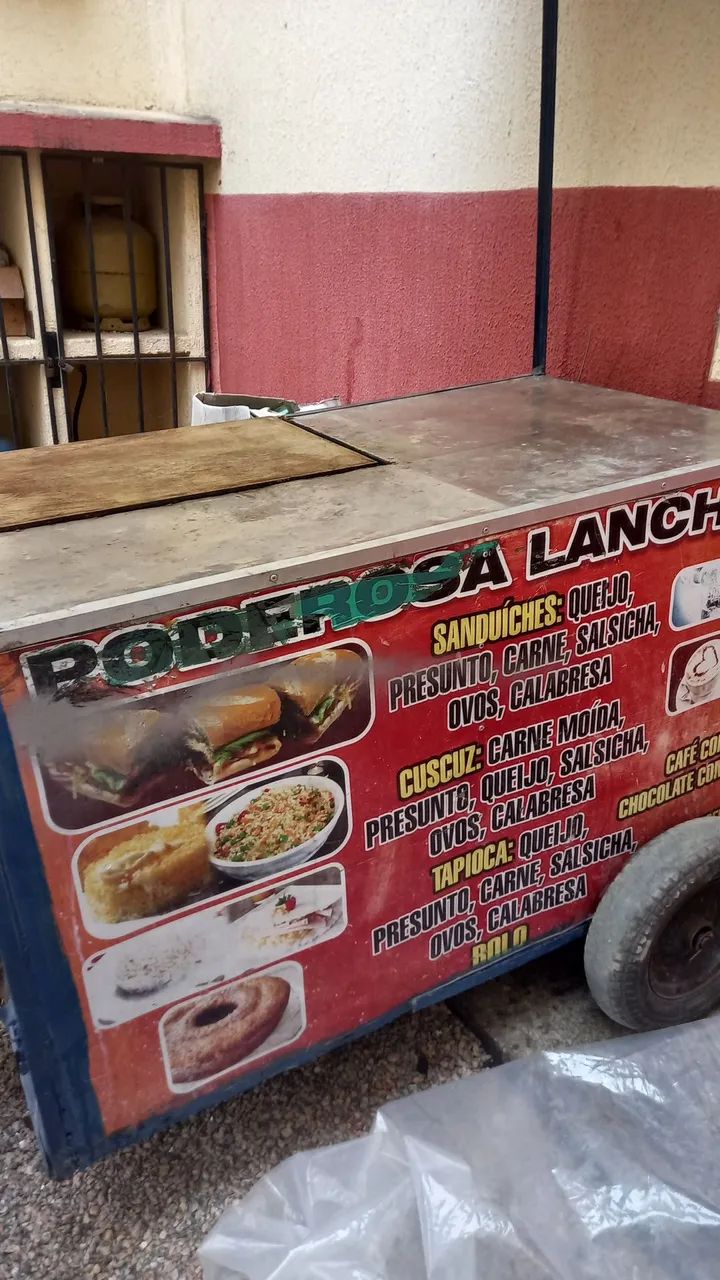 PODEROSA LANCH
SANDUÍCHES: QUEIJO,
PRESUNTO, CARNE, SALSICHA,
OVOS, CALABRESA
CUSCUZ: CARNE MOÍDA,
PRESUNTO, QUEIJO, SALSICHA,
OVOS, CALABRESA
TAPIOCA: QUEIJO,
PRESUNTO, CARNE, SALSICHA,
OVOS, CALABRESA
BOLO
CAFÉ CO
CHOCOLATE COM